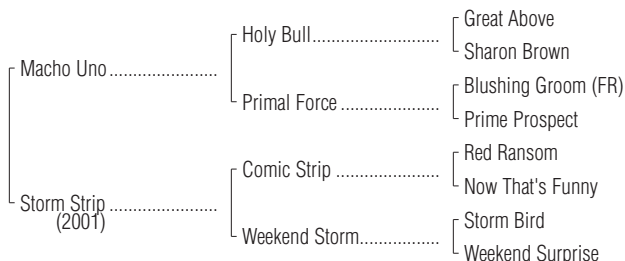 Great Above
Holy Bull
Sharon Brown
Macho Uno
Blushing Groom (FR)
Primal Force
Prime Prospect
Red Ransom
Comic Strip
Now That's Funny
Storm Strip
(2001)
Storm Bird
Weekend Storm
Weekend Surprise